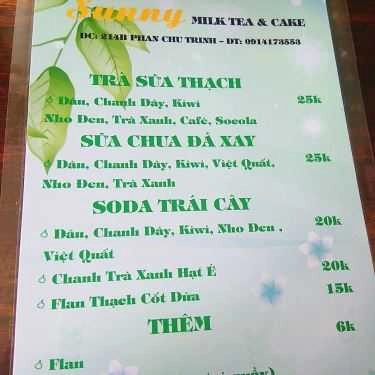 Sunny MILK TEA & CAKE
ĐC: 214B PHAN CHU TRINH - ĐT: 0914173553
TRÀ SỮA THẠCH
Dâu, Chanh Dây, Kiwi 25k
Nho Đen, Trà Xanh, Cafê, Socola
SỮA CHUA ĐÁ XAY
Dâu, Chanh Dây, Kiwi, Việt Quất, 25k
Nho Đen, Trà Xanh
SODA TRÁI CÂY
Dâu, Chanh Dây, Kiwi, Nho Đen , 20k
Việt Quất
Chanh Trà Xanh Hạt É 20k
Flan Thạch Cốt Dừa 15k
THÊM 6k
Flan